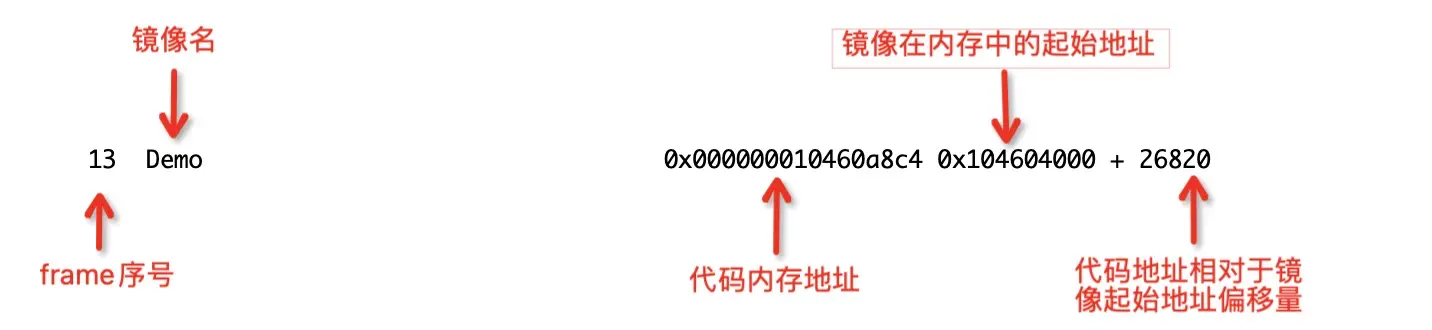 镜像名
镜像在内存中的起始地址
13 Demo 0x000000010460a8c4 0x104604000 + 26820
frame序号
代码内存地址
代码地址相对于镜
像起始地址偏移量